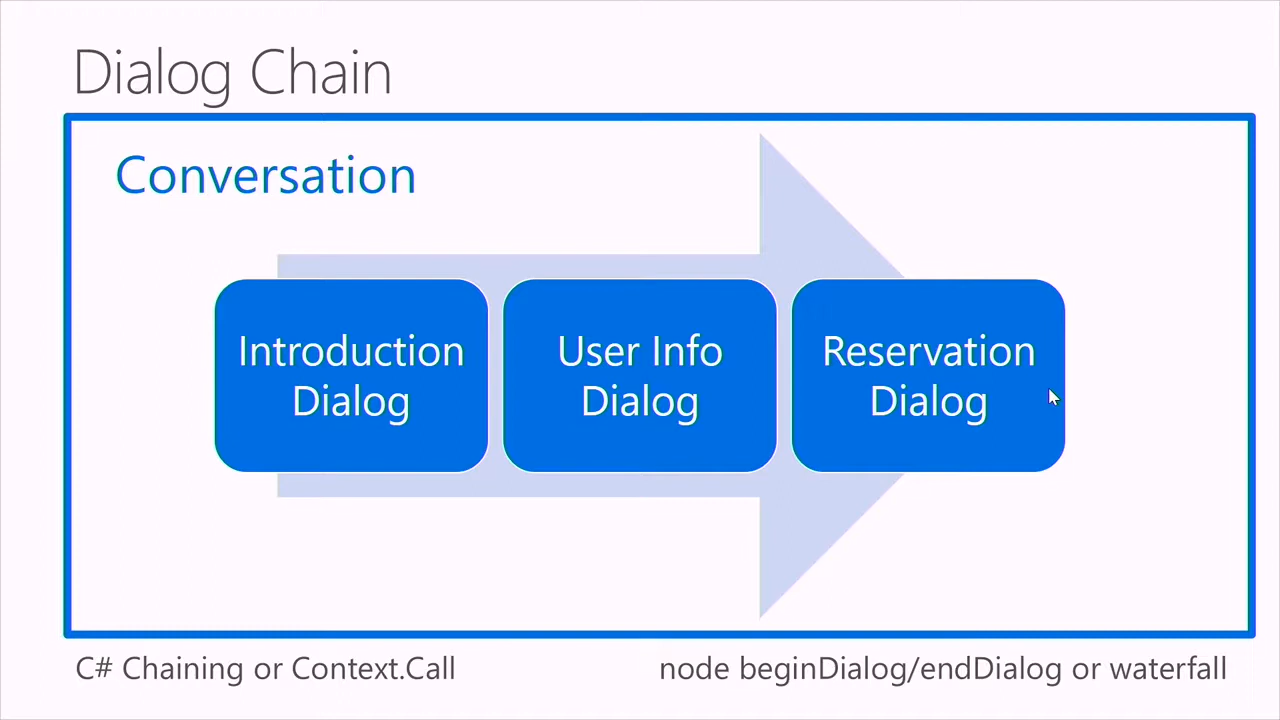 Dialog Chain
Conversation
Introduction
Dialog
User Info
Dialog
Reservation
Dialog
C# Chaining or Context.Call
node beginDialog/endDialog or waterfall